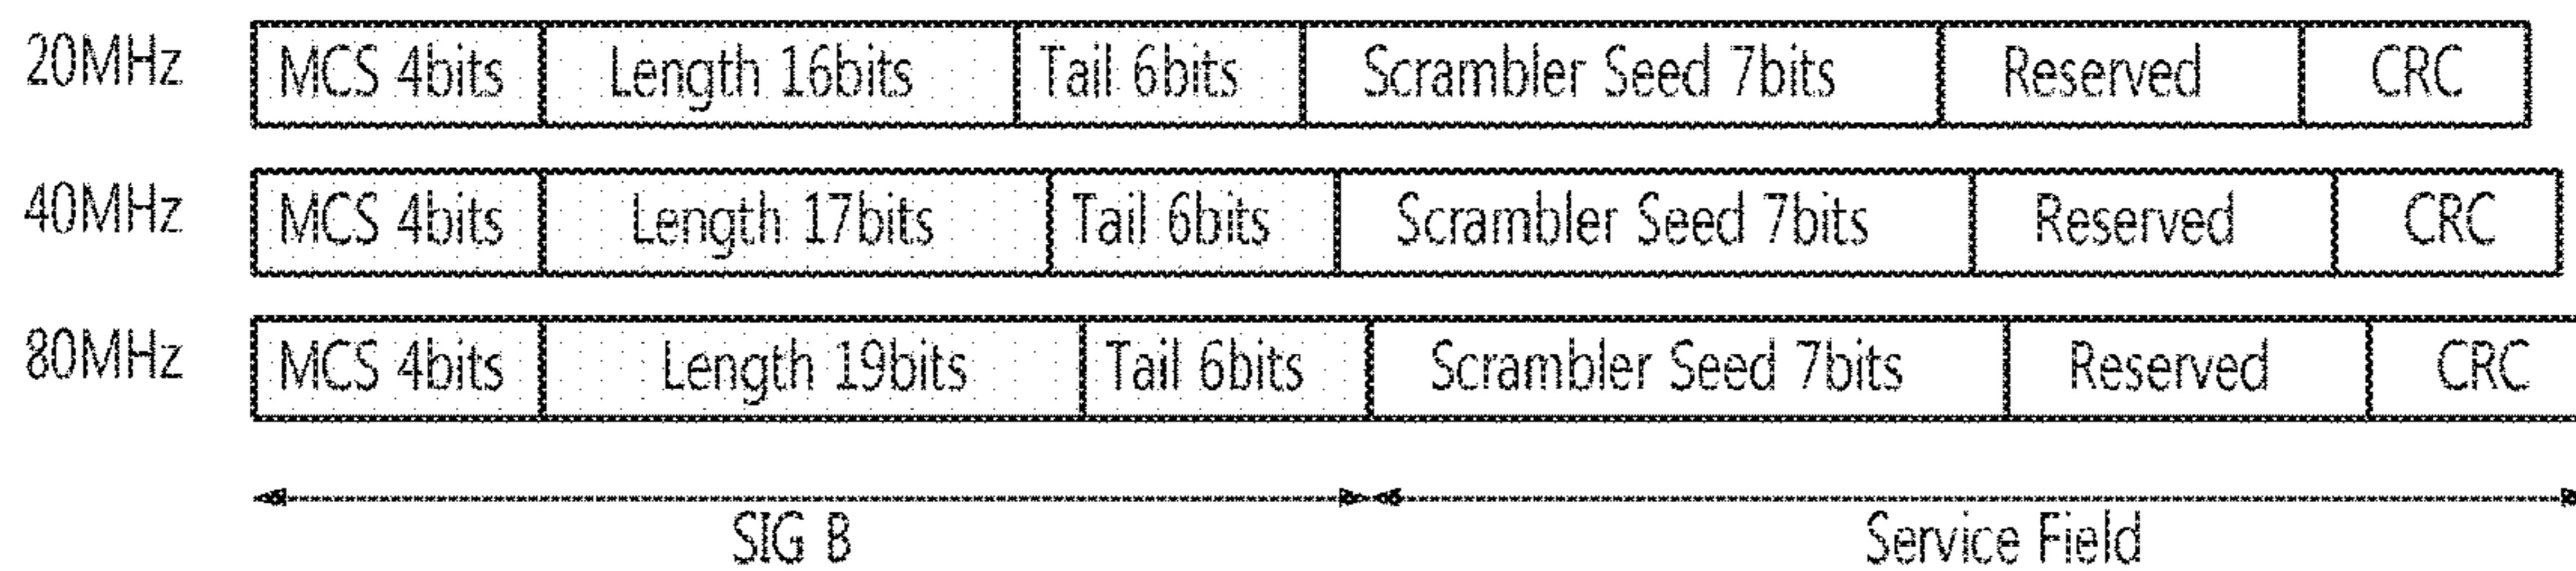 20MHz MCS 4bits Length 16bits Tail 6bits Scrambler Seed 7bits Reserved CRC
40MHz MCS 4bits Length 17bits Tail 6bits Scrambler Seed 7bits Reserved CRC
80MHz MCS 4bits Length 19bits Tail 6bits Scrambler Seed 7bits Reserved CRC
SIG B Service Field